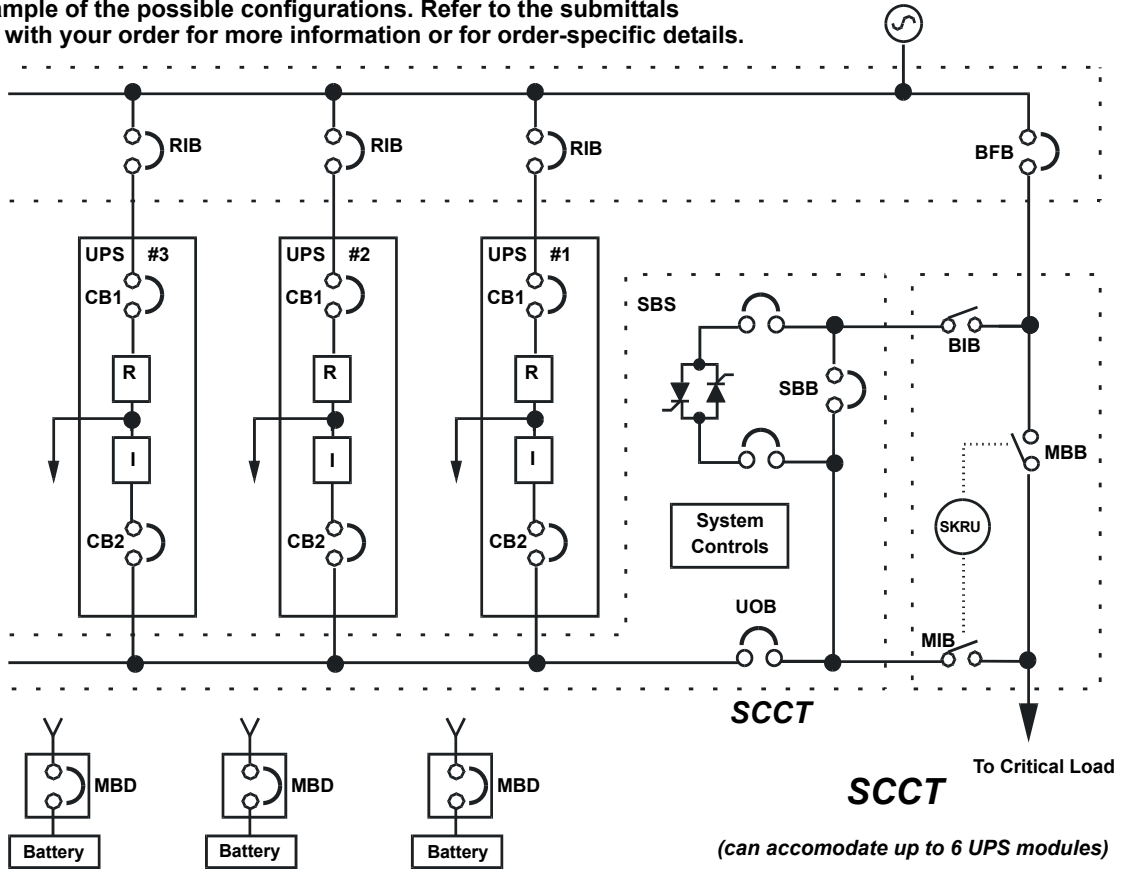 ample of the possible configurations. Refer to the submittals
with your order for more information or for order-specific details.
RIB
RIB
RIB
BFB
UPS #3
UPS #2
UPS #1
CB1
CB1
CB1
SBS
BIB
R
R
R
SBB
MBB
I
I
I
System
Controls
SKRU
CB2
CB2
CB2
UOB
MIB
SCCT
To Critical Load
MBD
MBD
MBD
SCCT
Battery
Battery
Battery
(can accomodate up to 6 UPS modules)